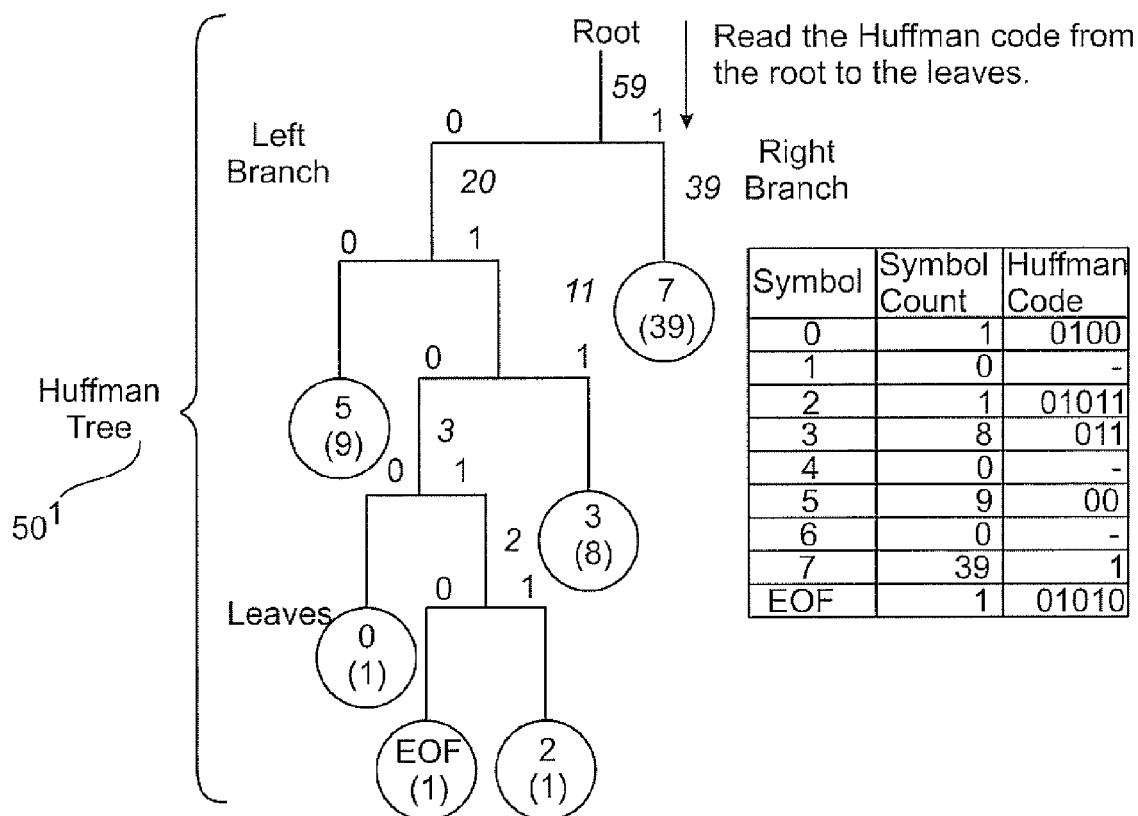 Root
Read the Huffman code from
the root to the leaves.
59
0
1
Left
Branch
20
39
Right
Branch
0
1
11
7
(39)
0
1
5
(9)
3
0
1
3
(8)
2
0
1
Leaves
0
(1)
EOF
(1)
2
(1)
Huffman
Tree
50¹
Symbol Symbol Count Huffman Code
0 1 0100
1 0 -
2 1 01011
3 8 011
4 0 -
5 9 00
6 0 -
7 39 1
EOF 1 01010